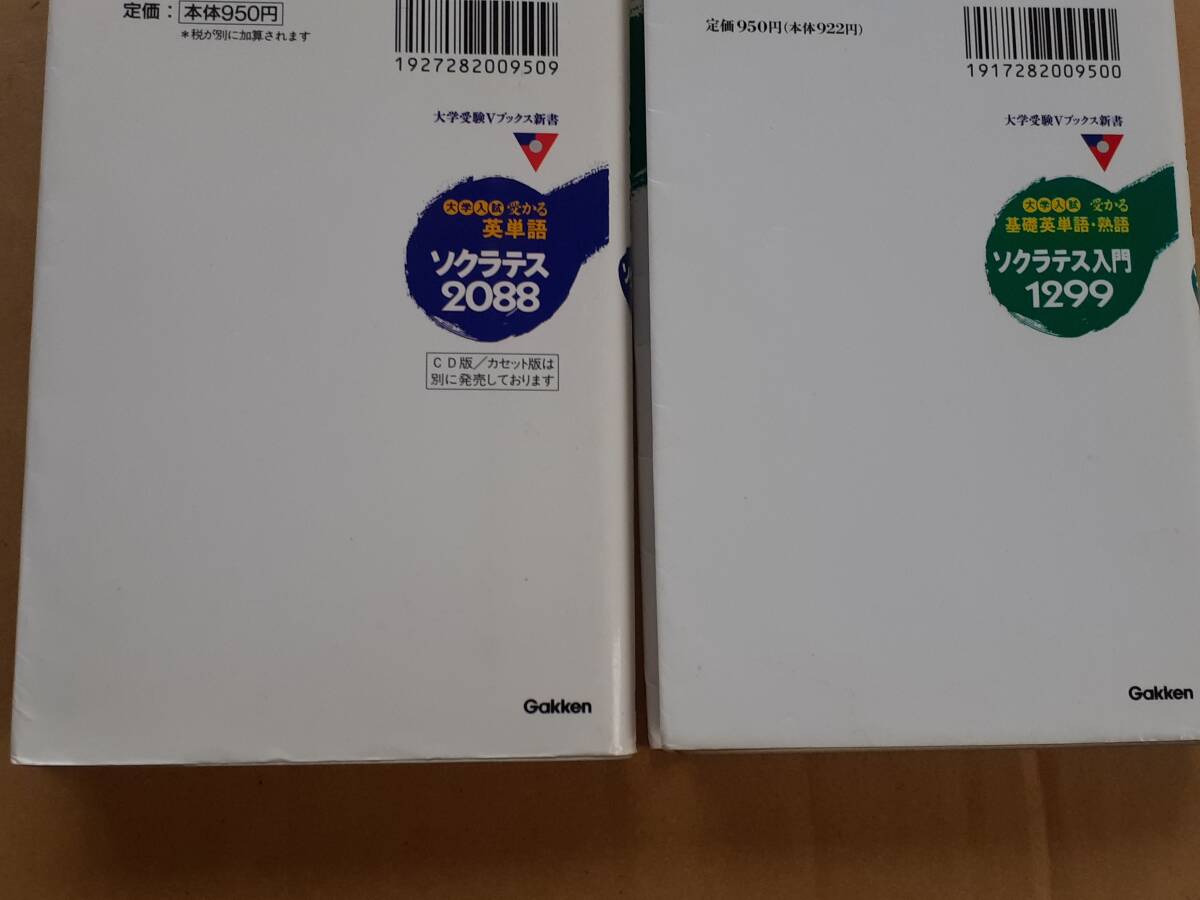 定価：本体950円
*税が別に加算されます
1927282009509
大学受験Vブックス新書
大学入試 受かる
英単語
ソクラテス
2088
CD版／カセット版は
別に発売しております
Gakken
定価950円(本体922円)
1917282009500
大学受験Vブックス新書
大学入試 受かる
基礎英単語・熟語
ソクラテス入門
1299
Gakken